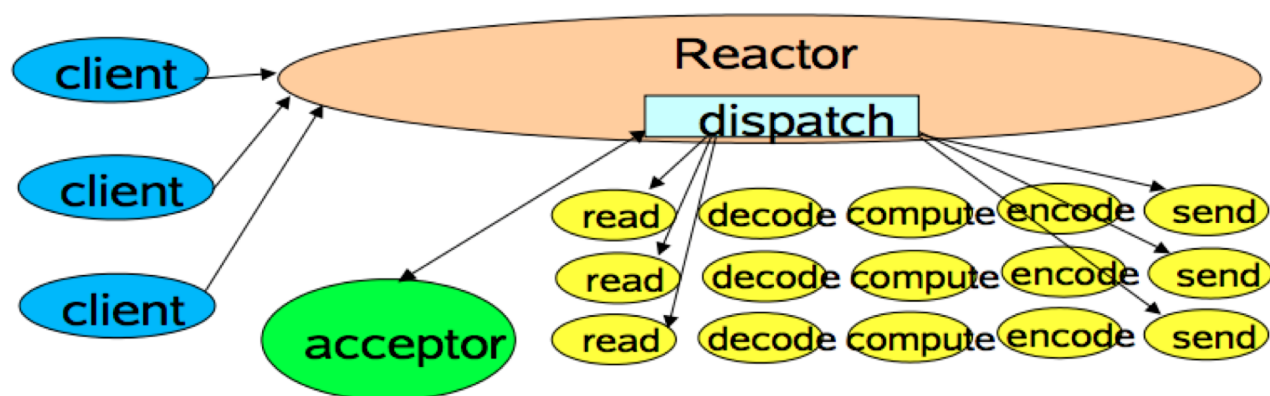 Reactor
client
dispatch
client
read decode compute encode send
read decode compute encode send
client
acceptor
read decode compute encode send